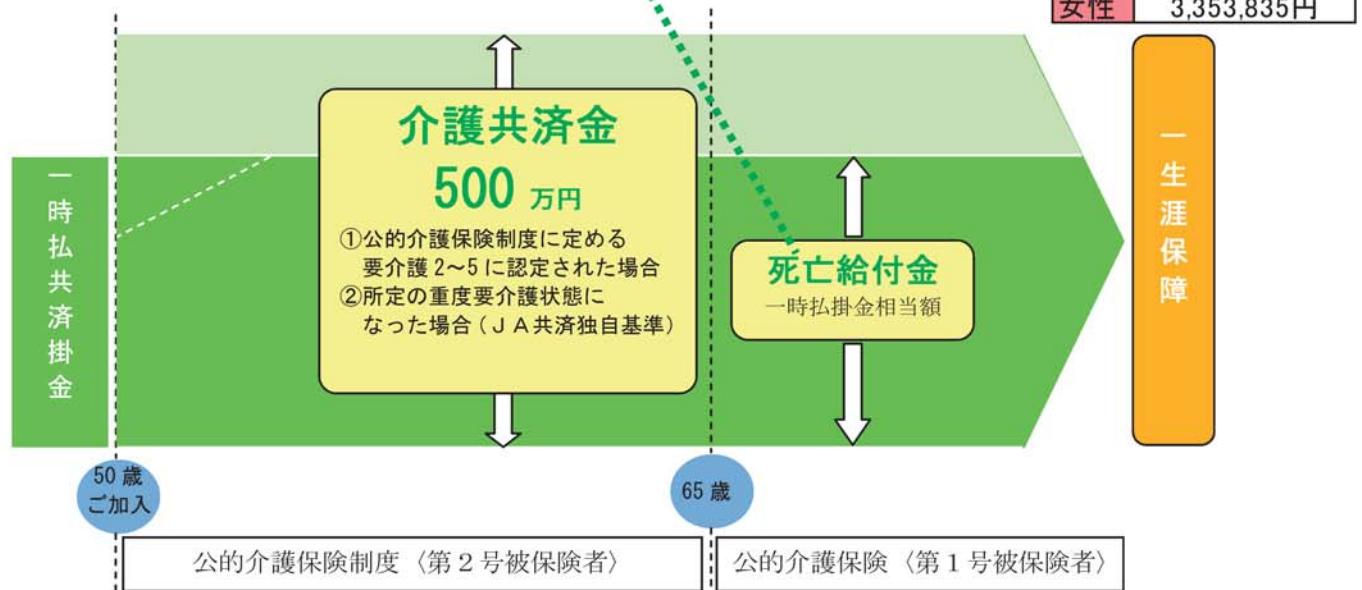 女性 3,353,835円
一時払共済掛金
介護共済金
500 万円
①公的介護保険制度に定める
要介護2～5に認定された場合
②所定の重度要介護状態に
なった場合(JA共済独自基準)
死亡給付金
一時払掛金相当額
一生涯保障
50歳
ご加入
65歳
公的介護保険制度〈第2号被保険者〉
公的介護保険〈第1号被保険者〉